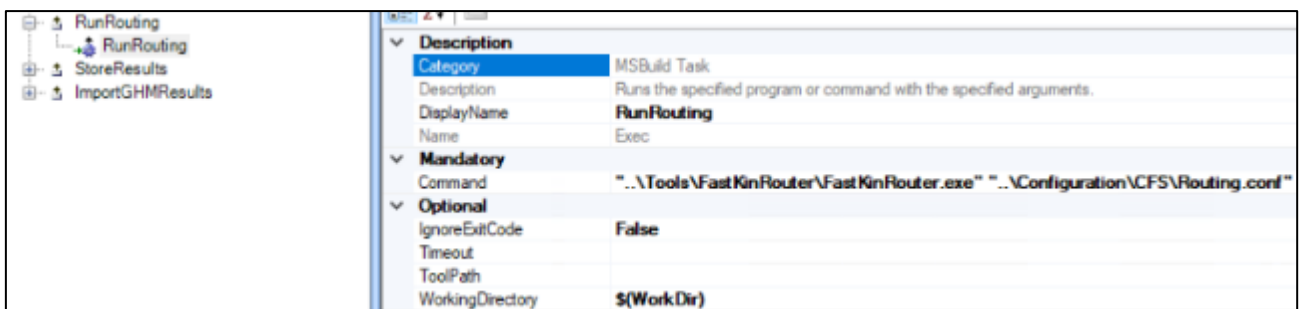 RunRouting
RunRouting
StoreResults
ImportGHMResults
Description
Category MSBuild Task
Description Runs the specified program or command with the specified arguments.
DisplayName RunRouting
Name Exec
Mandatory
Command "..\Tools\FastKinRouter\FastKinRouter.exe" "..\Configuration\CFS\Routing.conf"
Optional
IgnoreExitCode False
Timeout
ToolPath
WorkingDirectory $(WorkDir)